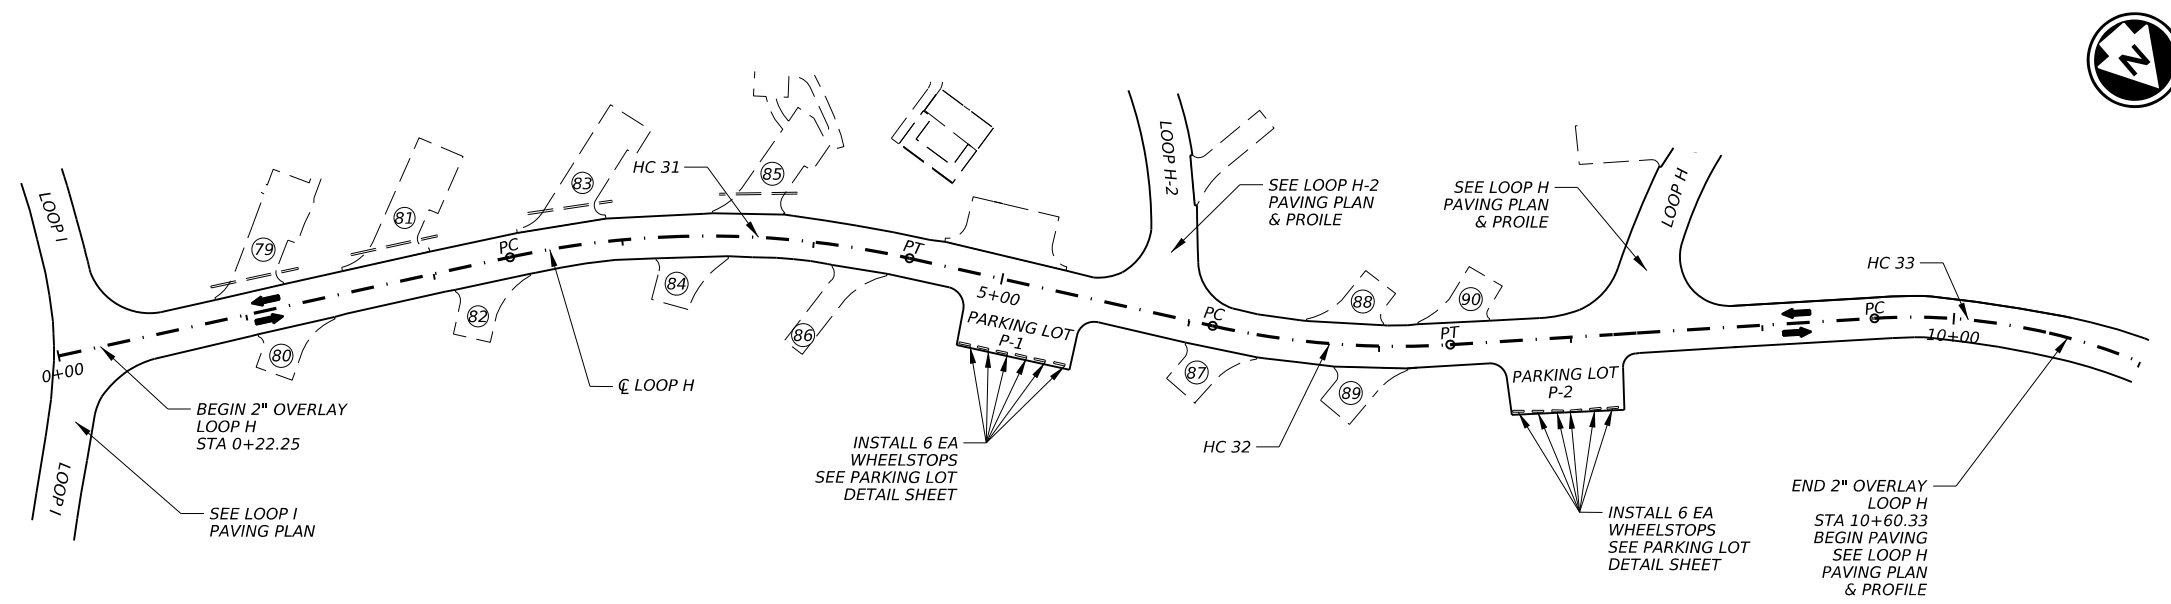 N
LOOP I
79
81
83
HC 31
85
LOOP H-2
SEE LOOP H-2
PAVING PLAN
& PROILE
SEE LOOP H
PAVING PLAN
& PROILE
LOOP H
HC 33
PC
PT
5+00
PC
88
90
PT
PC
10+00
0+00
80
82
84
86
PARKING LOT
P-1
87
89
PARKING LOT
P-2
℄ LOOP H
BEGIN 2" OVERLAY
LOOP H
STA 0+22.25
LOOP I
SEE LOOP I
PAVING PLAN
INSTALL 6 EA
WHEELSTOPS
SEE PARKING LOT
DETAIL SHEET
HC 32
INSTALL 6 EA
WHEELSTOPS
SEE PARKING LOT
DETAIL SHEET
END 2" OVERLAY
LOOP H
STA 10+60.33
BEGIN PAVING
SEE LOOP H
PAVING PLAN
& PROFILE